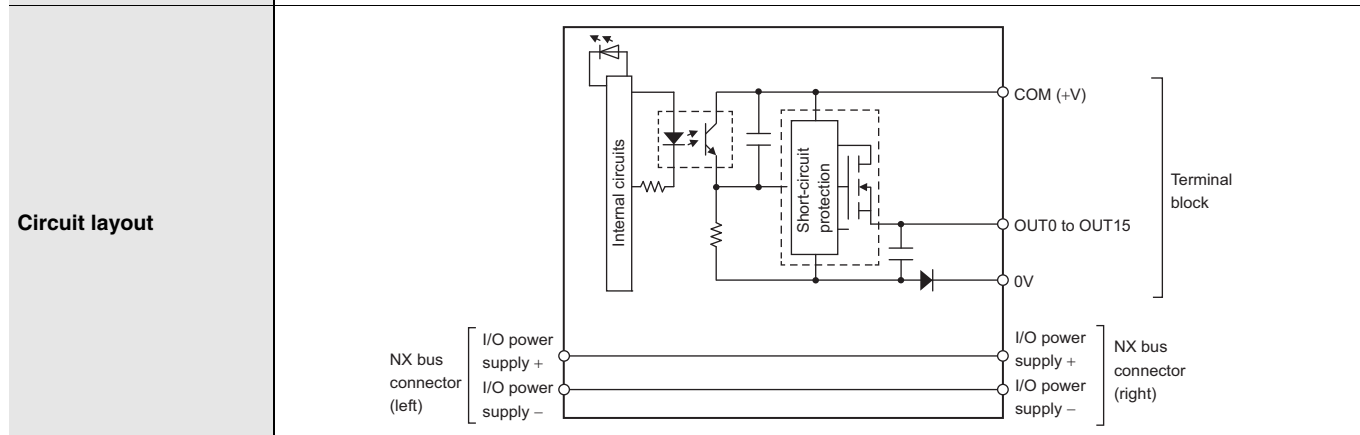 Circuit layout
Internal circuits
Short-circuit
protection
COM (+V)
OUT0 to OUT15
0V
Terminal
block
NX bus
connector
(left)
I/O power
supply +
I/O power
supply −
I/O power
supply +
I/O power
supply −
NX bus
connector
(right)